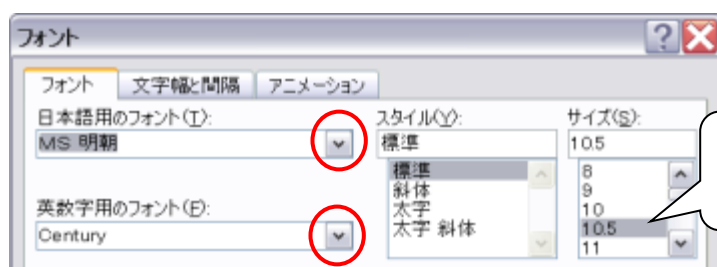 フォント
フォント 文字幅と間隔 アニメーション
日本語用のフォント(T): スタイル(Y): サイズ(S):
MS 明朝 標準 10.5
標準 8
斜体 9
太字 10
太字 斜体 10.5
11
英数字用のフォント(F):
Century